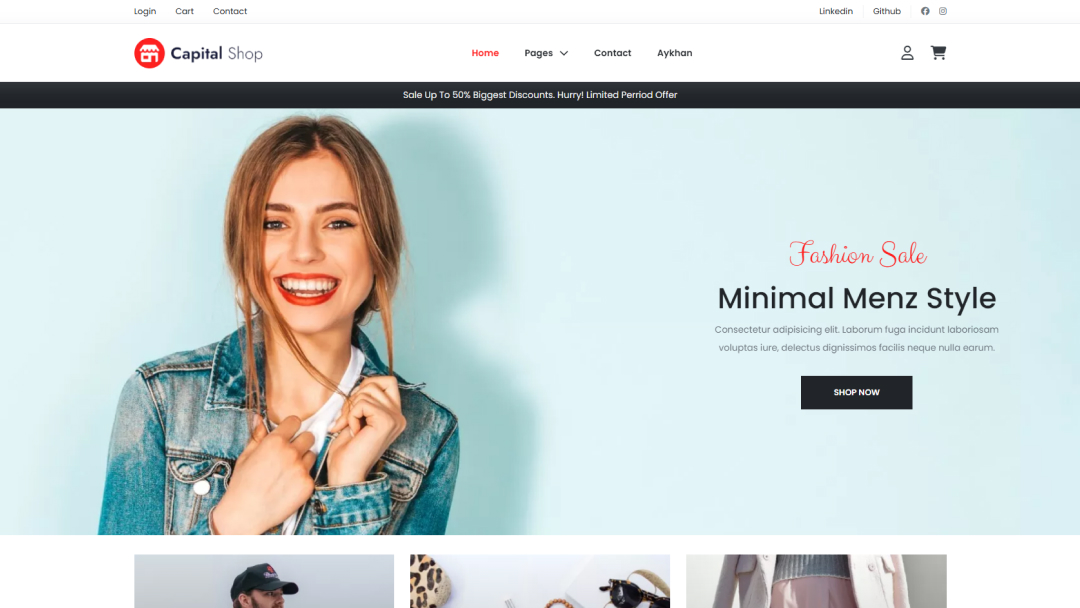 Login Cart Contact Linkedin Github
Capital Shop Home Pages Contact Aykhan
Sale Up To 50% Biggest Discounts. Hurry! Limited Perriod Offer
Fashion Sale
Minimal Menz Style
Consectetur adipisicing elit. Laborum fuga incidunt laboriosam
voluptas iure, delectus dignissimos facilis neque nulla earum.
SHOP NOW